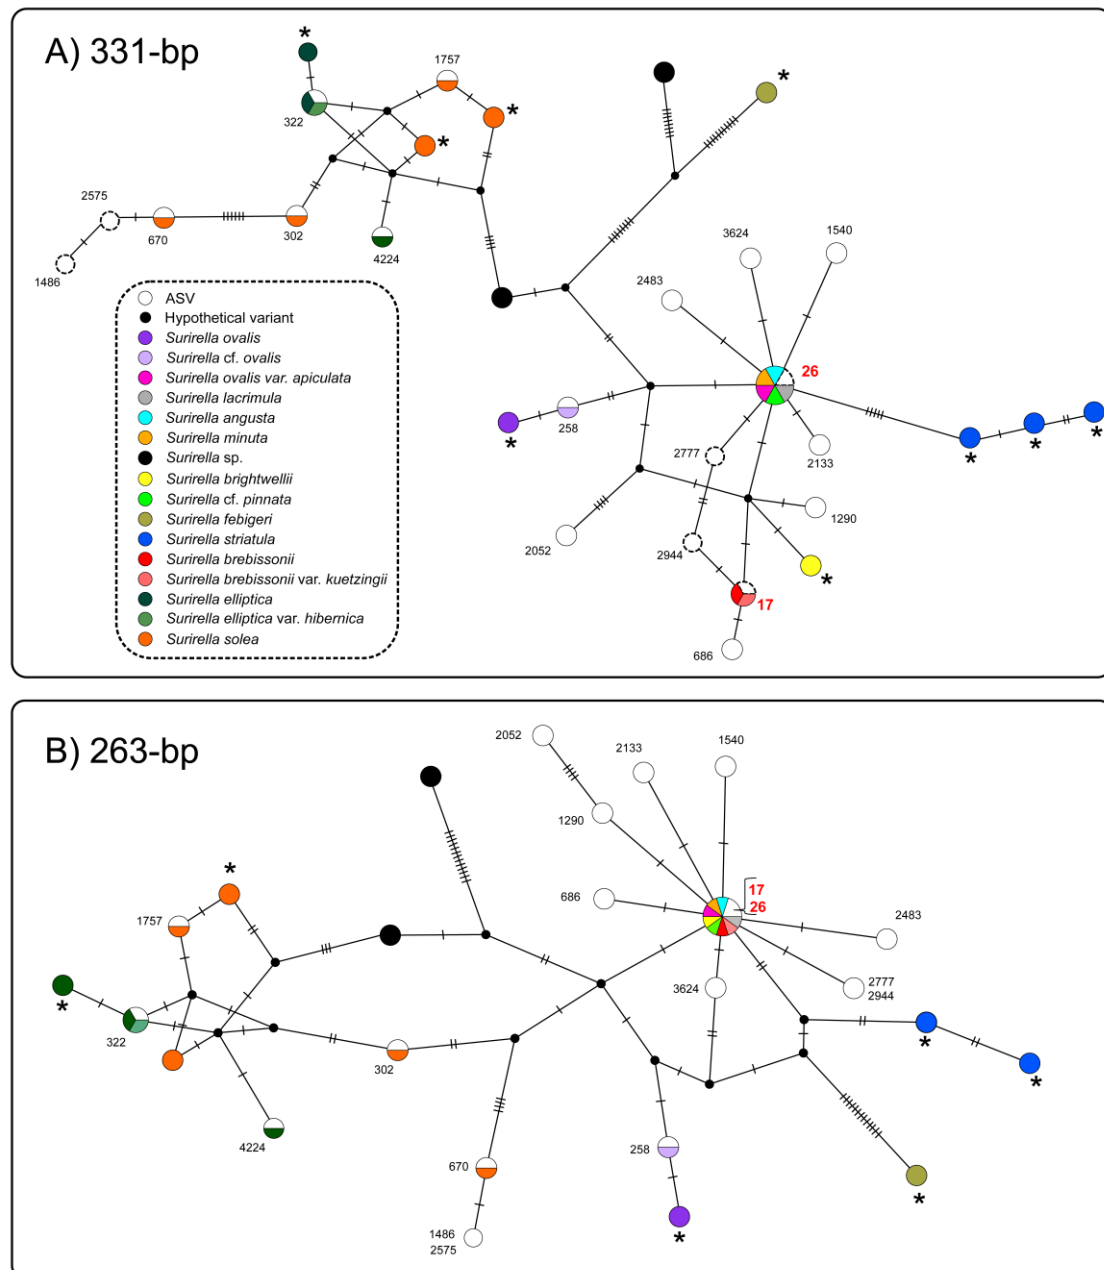 A) 331-bp
*
1757
*
*
*
322
2575
670
302
1486
4224
3624
1540
2483
26
258
*
2777
2133
*
*
*
2052
2944
1290
*
17
686
ASV
Hypothetical variant
Surirella ovalis
Surirella cf. ovalis
Surirella ovalis var. apiculata
Surirella lacrimula
Surirella angusta
Surirella minuta
Surirella sp.
Surirella brightwellii
Surirella cf. pinnata
Surirella febigeri
Surirella striatula
Surirella brebissonii
Surirella brebissonii var. kuetzingii
Surirella elliptica
Surirella elliptica var. hibernica
Surirella solea
B) 263-bp
2052
2133
1540
1290
*
17
26
686
1757
2483
*
3624
2777
2944
322
*
*
302
4224
258
670
*
*
1486
2575